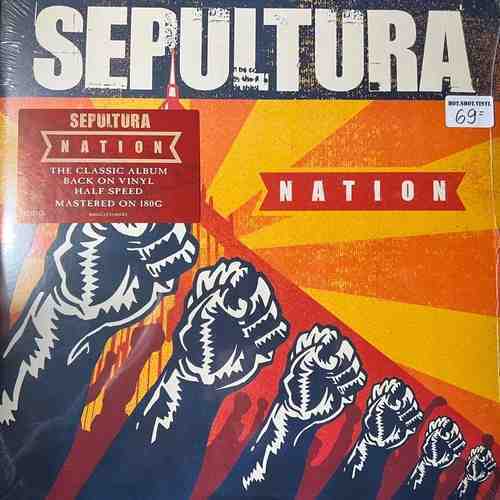 SEPULTURA
HOT SHOT VINYL
69=
SEPULTURA
NATION
THE CLASSIC ALBUM
BACK ON VINYL
HALF SPEED
MASTERED ON 180G
NATION